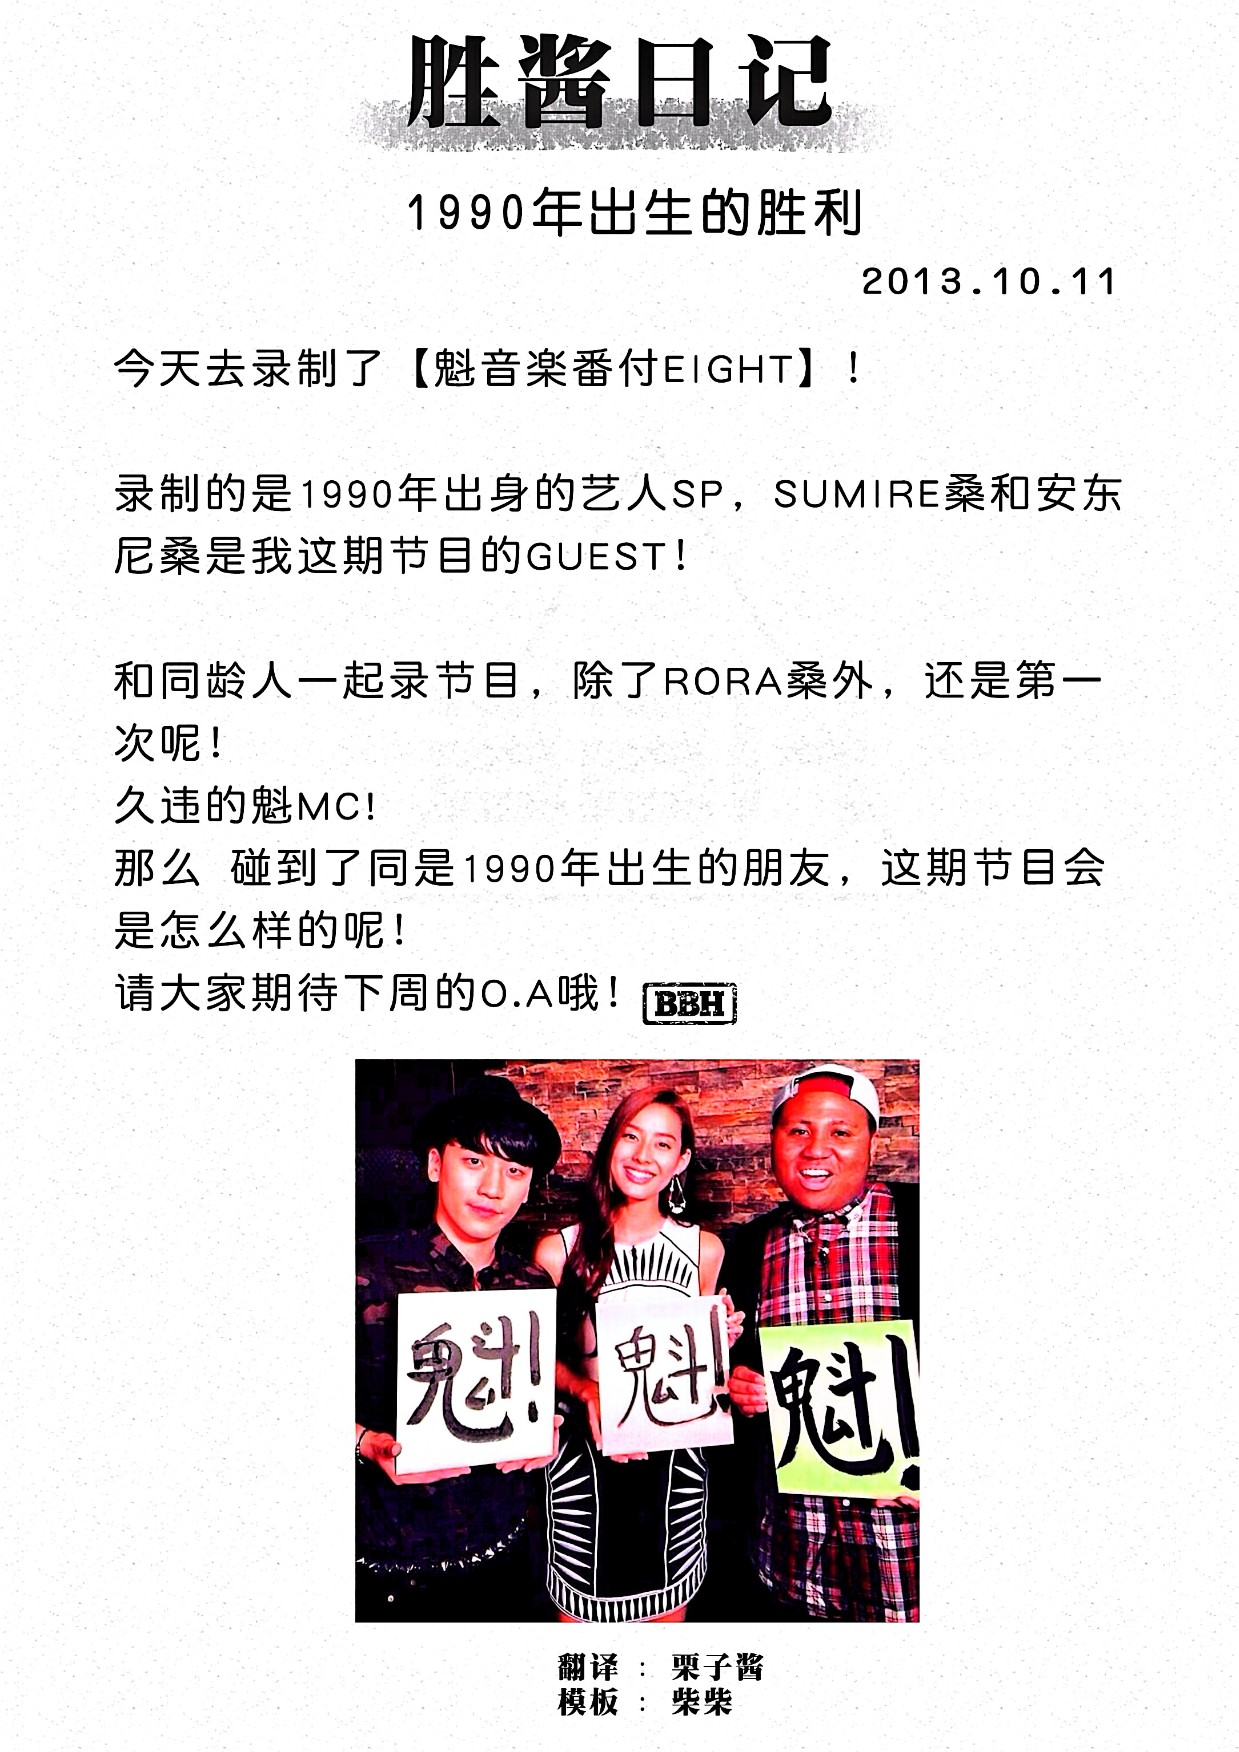 胜酱日记
1990年出生的胜利
2013.10.11
今天去录制了【魁音楽番付EIGHT】!
录制的是1990年出身的艺人SP，SUMIRE桑和安东
尼桑是我这期节目的GUEST!
和同龄人一起录节目，除了RORA桑外，还是第一
次呢!
久违的魁MC!
那么 碰到了同是1990年出生的朋友，这期节目会
是怎么样的呢!
请大家期待下周的O.A哦!
BBH
魁!
魁!
魁!
翻译 : 栗子酱
模板 : 柴柴